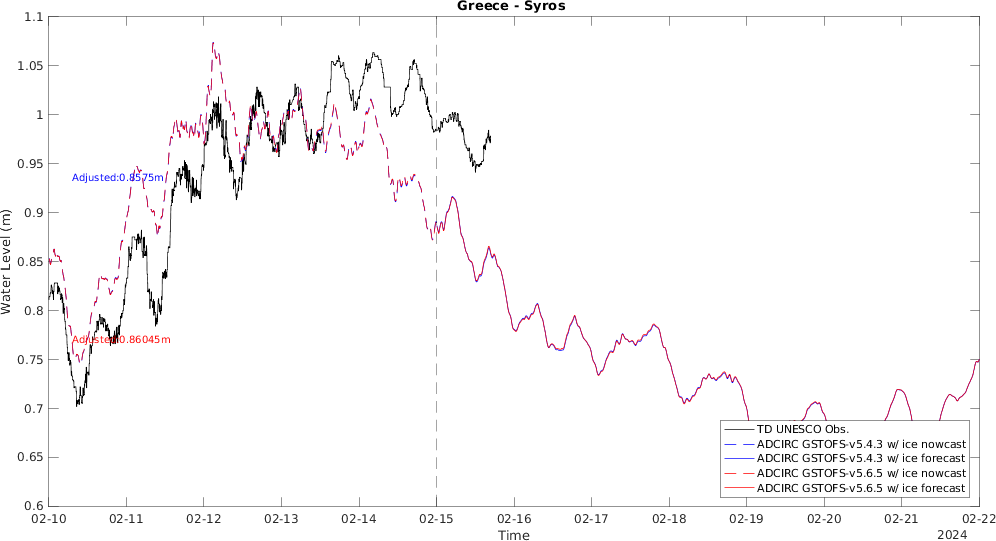 Greece - Syros
1.1
1.05
1
0.95
0.9
0.85
0.8
0.75
0.7
0.65
0.6
Water Level (m)
Adjusted:0.8575m
Adjusted:0.86045m
TD UNESCO Obs.
ADCIRC GSTOFS-v5.4.3 w/ ice nowcast
ADCIRC GSTOFS-v5.4.3 w/ ice forecast
ADCIRC GSTOFS-v5.6.5 w/ ice nowcast
ADCIRC GSTOFS-v5.6.5 w/ ice forecast
02-10 02-11 02-12 02-13 02-14 02-15 02-16 02-17 02-18 02-19 02-20 02-21 02-22
Time
2024